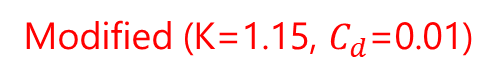 Modified (K=1.15, C_d=0.01)